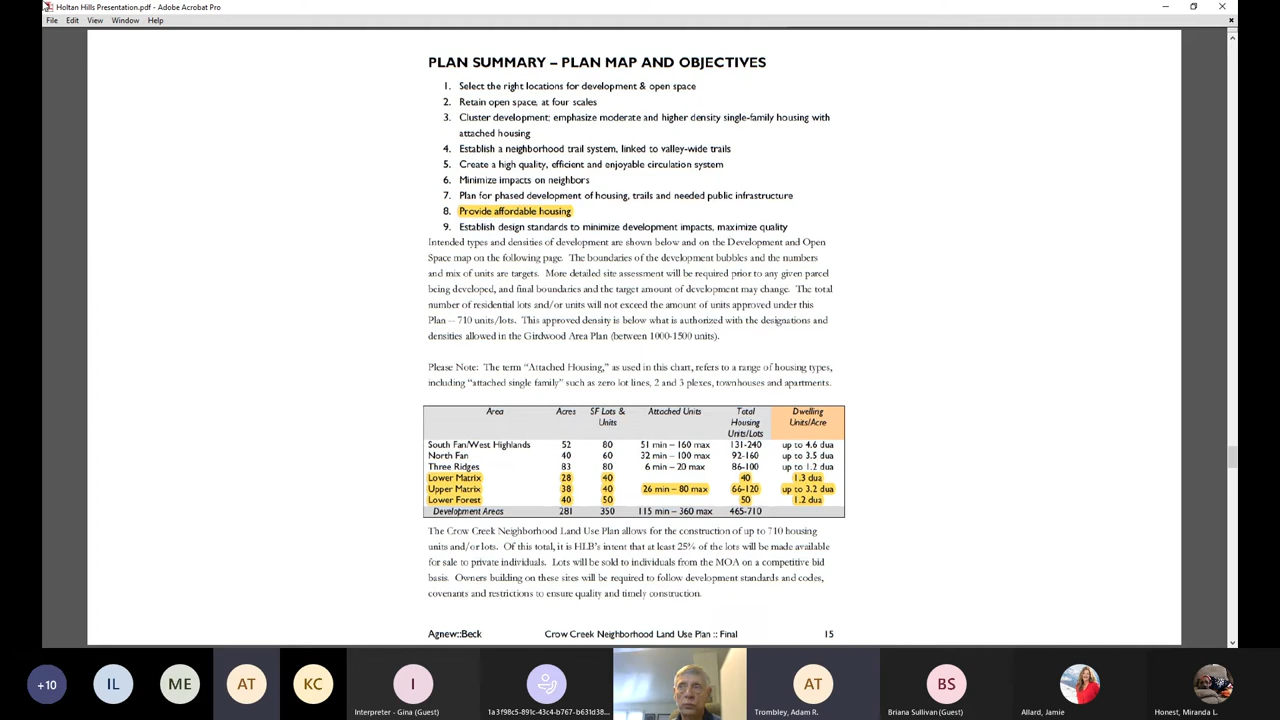 Holtan Hills Presentation.pdf - Adobe Acrobat Pro
File Edit View Window Help
PLAN SUMMARY – PLAN MAP AND OBJECTIVES
1. Select the right locations for development & open space
2. Retain open space, at four scales
3. Cluster development: emphasize moderate and higher density single-family housing with
attached housing
4. Establish a neighborhood trail system, linked to valley-wide trails
5. Create a high quality, efficient and enjoyable circulation system
6. Minimize impacts on neighbors
7. Plan for phased development of housing, trails and needed public infrastructure
8. Provide affordable housing
9. Establish design standards to minimize development impacts, maximize quality
Intended types and densities of development are shown below and on the Development and Open
Space map on the following page. The boundaries of the development bubbles and the numbers
and mix of units are targets. More detailed site assessment will be required prior to any given parcel
being developed, and final boundaries and the target amount of development may change. The total
number of residential lots and/or units will not exceed the amount of units approved under this
Plan -- 710 units/lots. This approved density is below what is authorized with the designations and
densities allowed in the Girdwood Area Plan (between 1000-1500 units).
Please Note: The term “Attached Housing,” as used in this chart, refers to a range of housing types,
including “attached single family” such as zero lot lines, 2 and 3 plexes, townhouses and apartments.
Area Acres SF Lots & Units Attached Units Total Housing Units/Lots Dwelling Units/Acre
South Fan/West Highlands 52 80 51 min – 160 max 131-240 up to 4.6 dua
North Fan 40 60 32 min – 100 max 92-160 up to 3.5 dua
Three Ridges 83 80 6 min – 20 max 86-100 up to 1.2 dua
Lower Matrix 28 40 40 1.3 dua
Upper Matrix 38 40 26 min – 80 max 66-120 up to 3.2 dua
Lower Forest 40 50 50 1.2 dua
Development Areas 281 350 115 min – 360 max 465-710
The Crow Creek Neighborhood Land Use Plan allows for the construction of up to 710 housing
units and/or lots. Of this total, it is HLB's intent that at least 25% of the lots will be made available
for sale to private individuals. Lots will be sold to individuals from the MOA on a competitive bid
basis. Owners building on these sites will be required to follow development standards and codes,
covenants and restrictions to ensure quality and timely construction.
Agnew::Beck Crow Creek Neighborhood Land Use Plan :: Final 15
+10 IL ME AT KC I AT BS
Interpreter - Gina (Guest) 1a3f98c5-891c-43c4-b767-b631d38... Trombley, Adam R. Briana Sullivan (Guest) Allard, Jamie Honest, Miranda L.